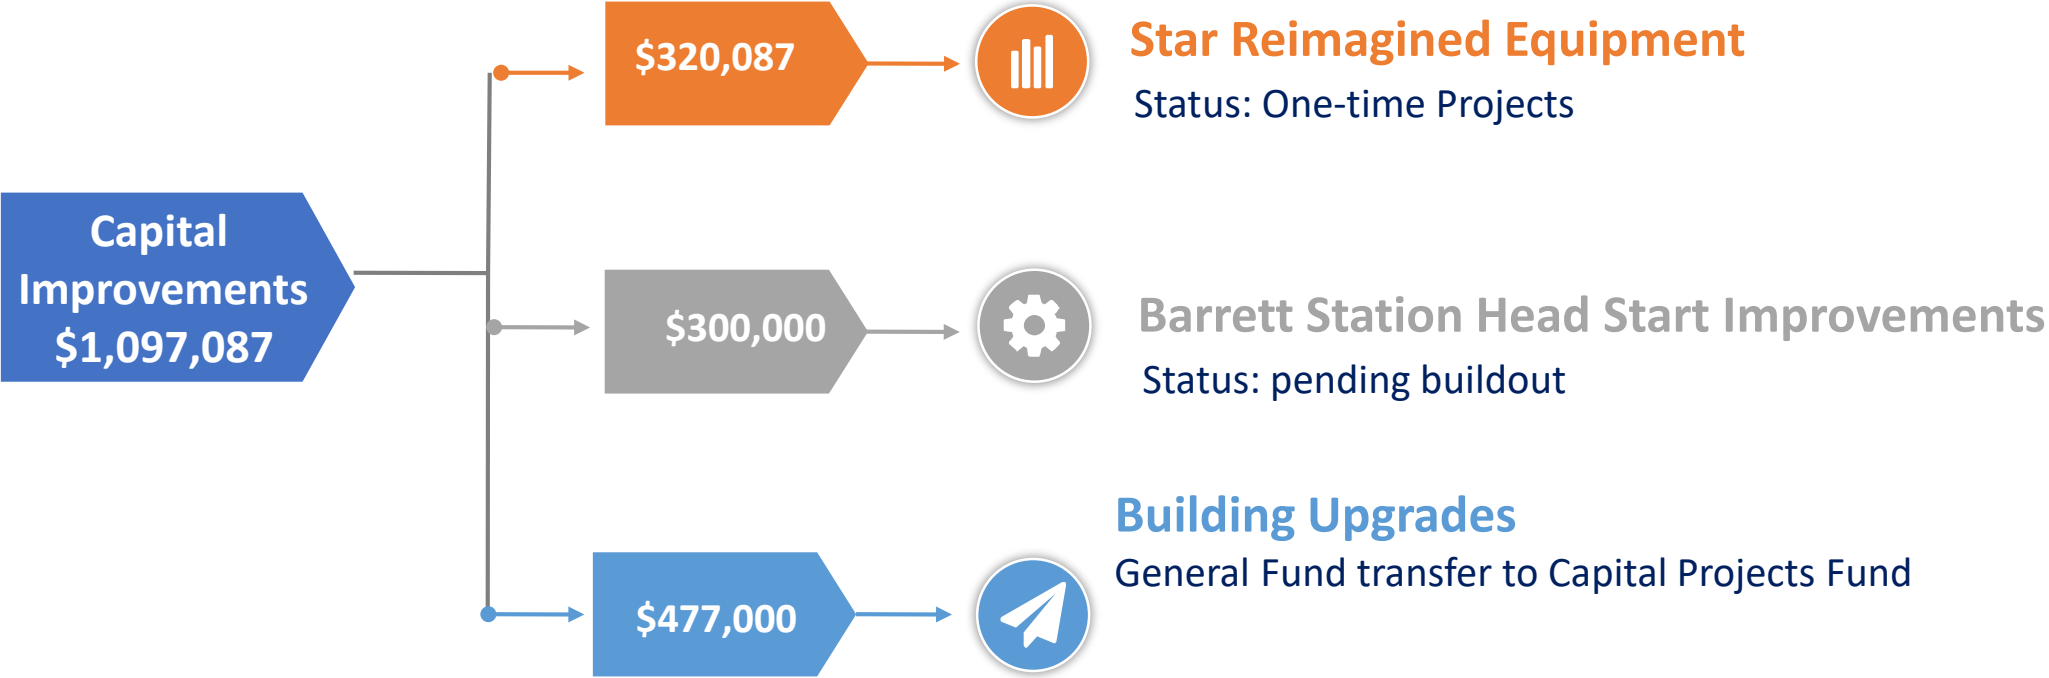 Capital
Improvements
$1,097,087
$320,087
Star Reimagined Equipment
Status: One-time Projects
$300,000
Barrett Station Head Start Improvements
Status: pending buildout
$477,000
Building Upgrades
General Fund transfer to Capital Projects Fund